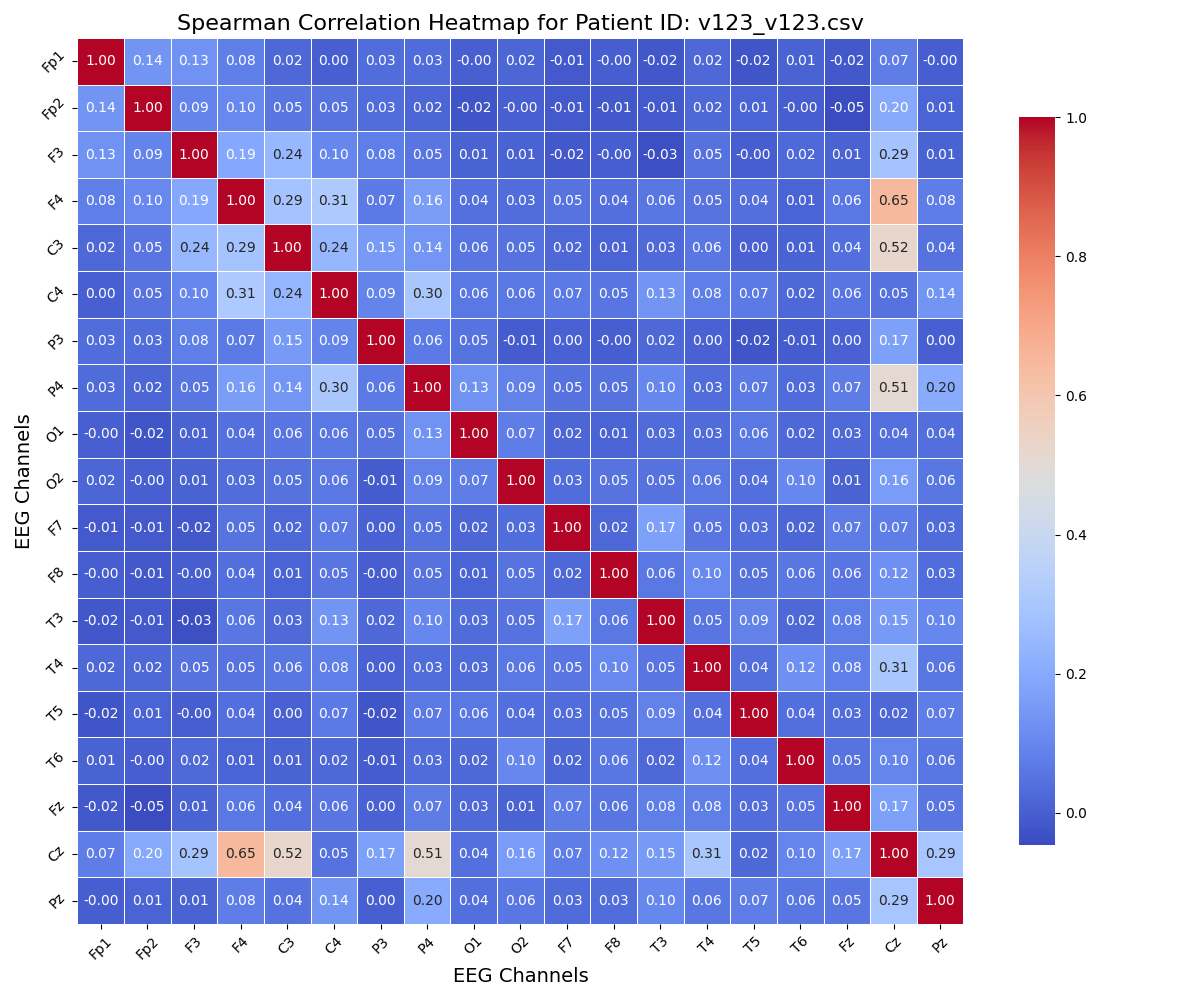 Spearman Correlation Heatmap for Patient ID: v123_v123.csv
Fp1 1.00 0.14 0.13 0.08 0.02 0.00 0.03 0.03 -0.00 0.02 -0.01 -0.00 -0.02 0.02 -0.02 0.01 -0.02 0.07 -0.00
Fp2 0.14 1.00 0.09 0.10 0.05 0.05 0.03 0.02 -0.02 -0.00 -0.01 -0.01 -0.01 0.02 0.01 -0.00 -0.05 0.20 0.01
F3 0.13 0.09 1.00 0.19 0.24 0.10 0.08 0.05 0.01 0.01 -0.02 -0.00 -0.03 0.05 -0.00 0.02 0.01 0.29 0.01
F4 0.08 0.10 0.19 1.00 0.29 0.31 0.07 0.16 0.04 0.03 0.05 0.04 0.06 0.05 0.04 0.01 0.06 0.65 0.08
C3 0.02 0.05 0.24 0.29 1.00 0.24 0.15 0.14 0.06 0.05 0.02 0.01 0.03 0.06 0.00 0.01 0.04 0.52 0.04
C4 0.00 0.05 0.10 0.31 0.24 1.00 0.09 0.30 0.06 0.06 0.07 0.05 0.13 0.08 0.07 0.02 0.06 0.05 0.14
P3 0.03 0.03 0.08 0.07 0.15 0.09 1.00 0.06 0.05 -0.01 0.00 -0.00 0.02 0.00 -0.02 -0.01 0.00 0.17 0.00
P4 0.03 0.02 0.05 0.16 0.14 0.30 0.06 1.00 0.13 0.09 0.05 0.05 0.10 0.03 0.07 0.03 0.07 0.51 0.20
O1 -0.00 -0.02 0.01 0.04 0.06 0.06 0.05 0.13 1.00 0.07 0.02 0.01 0.03 0.03 0.06 0.02 0.03 0.04 0.04
O2 0.02 -0.00 0.01 0.03 0.05 0.06 -0.01 0.09 0.07 1.00 0.03 0.05 0.05 0.06 0.04 0.10 0.01 0.16 0.06
F7 -0.01 -0.01 -0.02 0.05 0.02 0.07 0.00 0.05 0.02 0.03 1.00 0.02 0.17 0.05 0.03 0.02 0.07 0.07 0.03
F8 -0.00 -0.01 -0.00 0.04 0.01 0.05 -0.00 0.05 0.01 0.05 0.02 1.00 0.06 0.10 0.05 0.06 0.06 0.12 0.03
T3 -0.02 -0.01 -0.03 0.06 0.03 0.13 0.02 0.10 0.03 0.05 0.17 0.06 1.00 0.05 0.09 0.02 0.08 0.15 0.10
T4 0.02 0.02 0.05 0.05 0.06 0.08 0.00 0.03 0.03 0.06 0.05 0.10 0.05 1.00 0.04 0.12 0.08 0.31 0.06
T5 -0.02 0.01 -0.00 0.04 0.00 0.07 -0.02 0.07 0.06 0.04 0.03 0.05 0.09 0.04 1.00 0.04 0.03 0.02 0.07
T6 0.01 -0.00 0.02 0.01 0.01 0.02 -0.01 0.03 0.02 0.10 0.02 0.06 0.02 0.12 0.04 1.00 0.05 0.10 0.06
Fz -0.02 -0.05 0.01 0.06 0.04 0.06 0.00 0.07 0.03 0.01 0.07 0.06 0.08 0.08 0.03 0.05 1.00 0.17 0.05
Cz 0.07 0.20 0.29 0.65 0.52 0.05 0.17 0.51 0.04 0.16 0.07 0.12 0.15 0.31 0.02 0.10 0.17 1.00 0.29
Pz -0.00 0.01 0.01 0.08 0.04 0.14 0.00 0.20 0.04 0.06 0.03 0.03 0.10 0.06 0.07 0.06 0.05 0.29 1.00
Fp1 Fp2 F3 F4 C3 C4 P3 P4 O1 O2 F7 F8 T3 T4 T5 T6 Fz Cz Pz
EEG Channels
EEG Channels
1.0
0.8
0.6
0.4
0.2
0.0